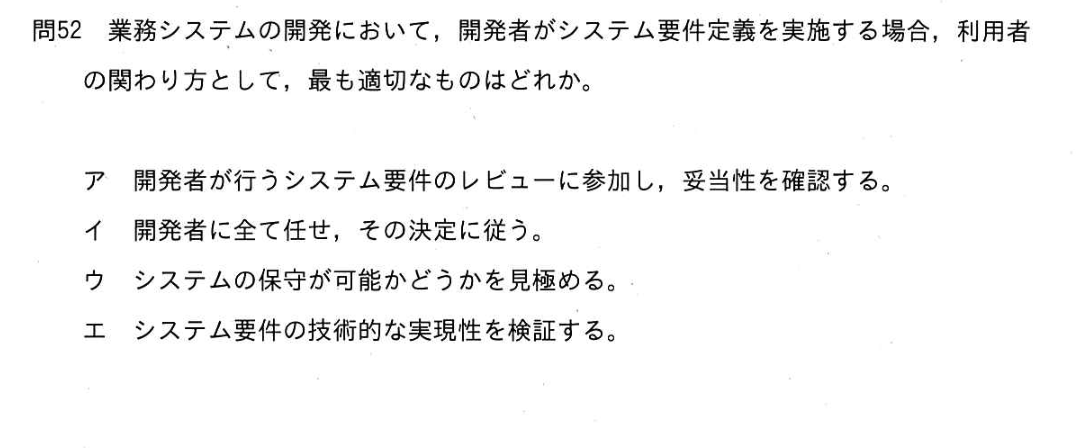 問52 業務システムの開発において，開発者がシステム要件定義を実施する場合，利用者
の関わり方として，最も適切なものはどれか。
ア 開発者が行うシステム要件のレビューに参加し，妥当性を確認する。
イ 開発者に全て任せ，その決定に従う。
ウ システムの保守が可能かどうかを見極める。
エ システム要件の技術的な実現性を検証する。